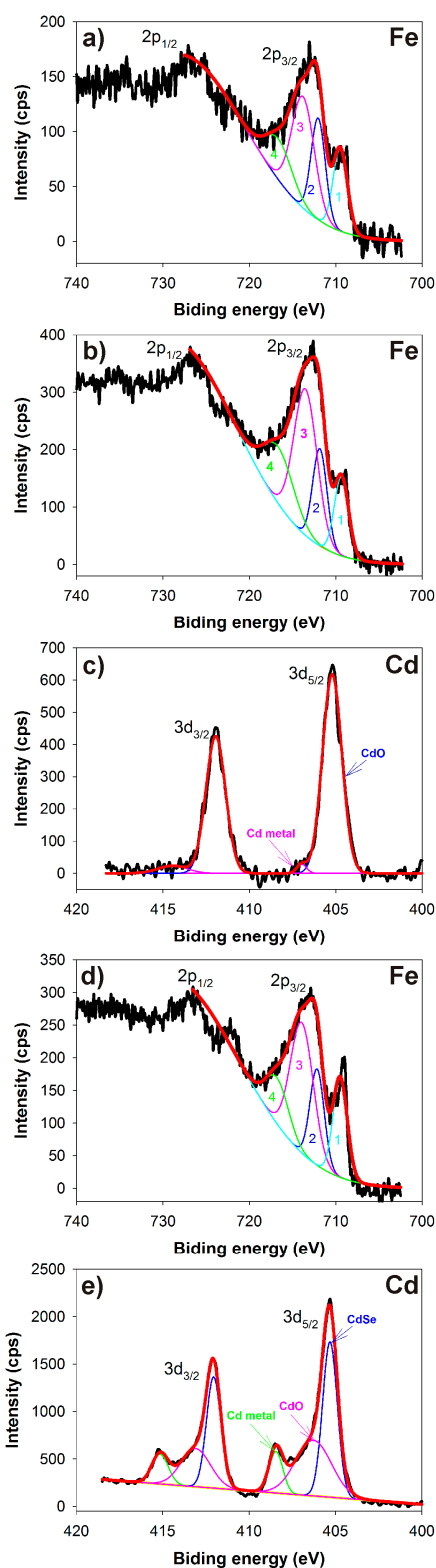 a)
Fe
2p1/2
2p3/2
4
3
2
1
Intensity (cps)
200
150
100
50
0
740
730
720
710
700
Biding energy (eV)
b)
Fe
2p1/2
2p3/2
4
3
2
1
Intensity (cps)
400
300
200
100
0
740
730
720
710
700
Biding energy (eV)
c)
Cd
3d5/2
3d3/2
CdO
Cd metal
Intensity (cps)
700
600
500
400
300
200
100
0
420
415
410
405
400
Biding energy (eV)
d)
Fe
2p1/2
2p3/2
4
3
2
1
Intensity (cps)
350
300
250
200
150
100
50
0
740
730
720
710
700
Biding energy (eV)
e)
Cd
3d5/2
CdSe
3d3/2
CdO
Cd metal
Intensity (cps)
2500
2000
1500
1000
500
0
420
415
410
405
400
Biding energy (eV)